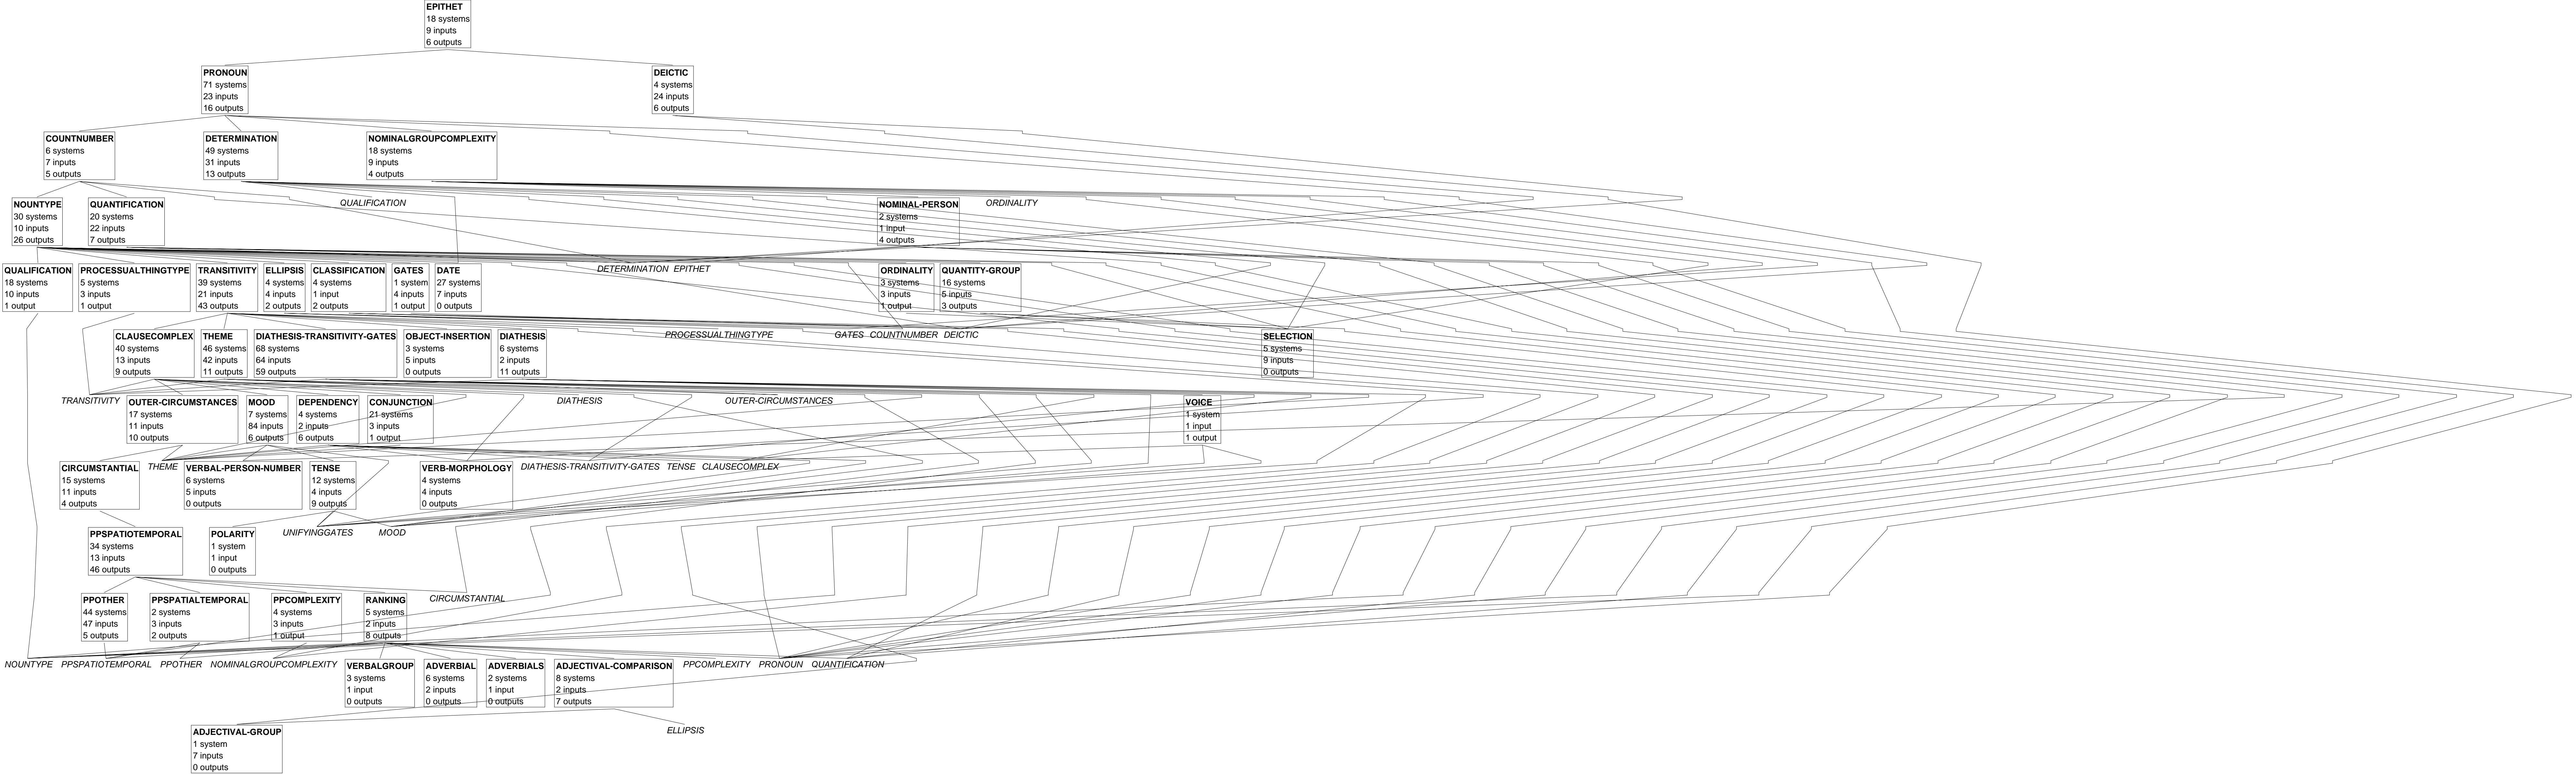 EPITHET
18 systems
9 inputs
6 outputs
PRONOUN
71 systems
23 inputs
16 outputs
DEICTIC
4 systems
24 inputs
6 outputs
COUNTNUMBER
6 systems
7 inputs
5 outputs
DETERMINATION
49 systems
31 inputs
13 outputs
NOMINALGROUPCOMPLEXITY
18 systems
9 inputs
4 outputs
NOUNTYPE
30 systems
10 inputs
26 outputs
QUANTIFICATION
20 systems
22 inputs
7 outputs
QUALIFICATION
NOMINAL-PERSON
2 systems
1 input
4 outputs
ORDINALITY
QUALIFICATION
18 systems
10 inputs
1 output
PROCESSUALTHINGTYPE
5 systems
3 inputs
1 output
TRANSITIVITY
39 systems
21 inputs
43 outputs
ELLIPSIS
4 systems
4 inputs
2 outputs
CLASSIFICATION
4 systems
1 input
2 outputs
GATES
1 system
4 inputs
1 output
DATE
27 systems
7 inputs
0 outputs
DETERMINATION
EPITHET
ORDINALITY
3 systems
3 inputs
1 output
QUANTITY-GROUP
16 systems
5 inputs
3 outputs
CLAUSECOMPLEX
40 systems
13 inputs
9 outputs
THEME
46 systems
42 inputs
11 outputs
DIATHESIS-TRANSITIVITY-GATES
68 systems
64 inputs
59 outputs
OBJECT-INSERTION
3 systems
5 inputs
0 outputs
DIATHESIS
6 systems
2 inputs
11 outputs
PROCESSUALTHINGTYPE
GATES
COUNTNUMBER
DEICTIC
SELECTION
5 systems
9 inputs
0 outputs
TRANSITIVITY
OUTER-CIRCUMSTANCES
17 systems
11 inputs
10 outputs
MOOD
7 systems
84 inputs
6 outputs
DEPENDENCY
4 systems
2 inputs
6 outputs
CONJUNCTION
21 systems
3 inputs
1 output
DIATHESIS
OUTER-CIRCUMSTANCES
VOICE
1 system
1 input
1 output
CIRCUMSTANTIAL
15 systems
11 inputs
4 outputs
THEME
VERBAL-PERSON-NUMBER
6 systems
5 inputs
0 outputs
TENSE
12 systems
4 inputs
9 outputs
VERB-MORPHOLOGY
4 systems
4 inputs
0 outputs
DIATHESIS-TRANSITIVITY-GATES
TENSE
CLAUSECOMPLEX
PPSPATIOTEMPORAL
34 systems
13 inputs
46 outputs
POLARITY
1 system
1 input
0 outputs
UNIFYINGGATES
MOOD
PPOTHER
44 systems
47 inputs
5 outputs
PPSPATIALTEMPORAL
2 systems
3 inputs
2 outputs
PPCOMPLEXITY
4 systems
3 inputs
1 output
RANKING
5 systems
2 inputs
8 outputs
CIRCUMSTANTIAL
NOUNTYPE
PPSPATIOTEMPORAL
PPOTHER
NOMINALGROUPCOMPLEXITY
VERBALGROUP
3 systems
1 input
0 outputs
ADVERBIAL
6 systems
2 inputs
0 outputs
ADVERBIALS
2 systems
1 input
0 outputs
ADJECTIVAL-COMPARISON
8 systems
2 inputs
7 outputs
PPCOMPLEXITY
PRONOUN
QUANTIFICATION
ADJECTIVAL-GROUP
1 system
7 inputs
0 outputs
ELLIPSIS